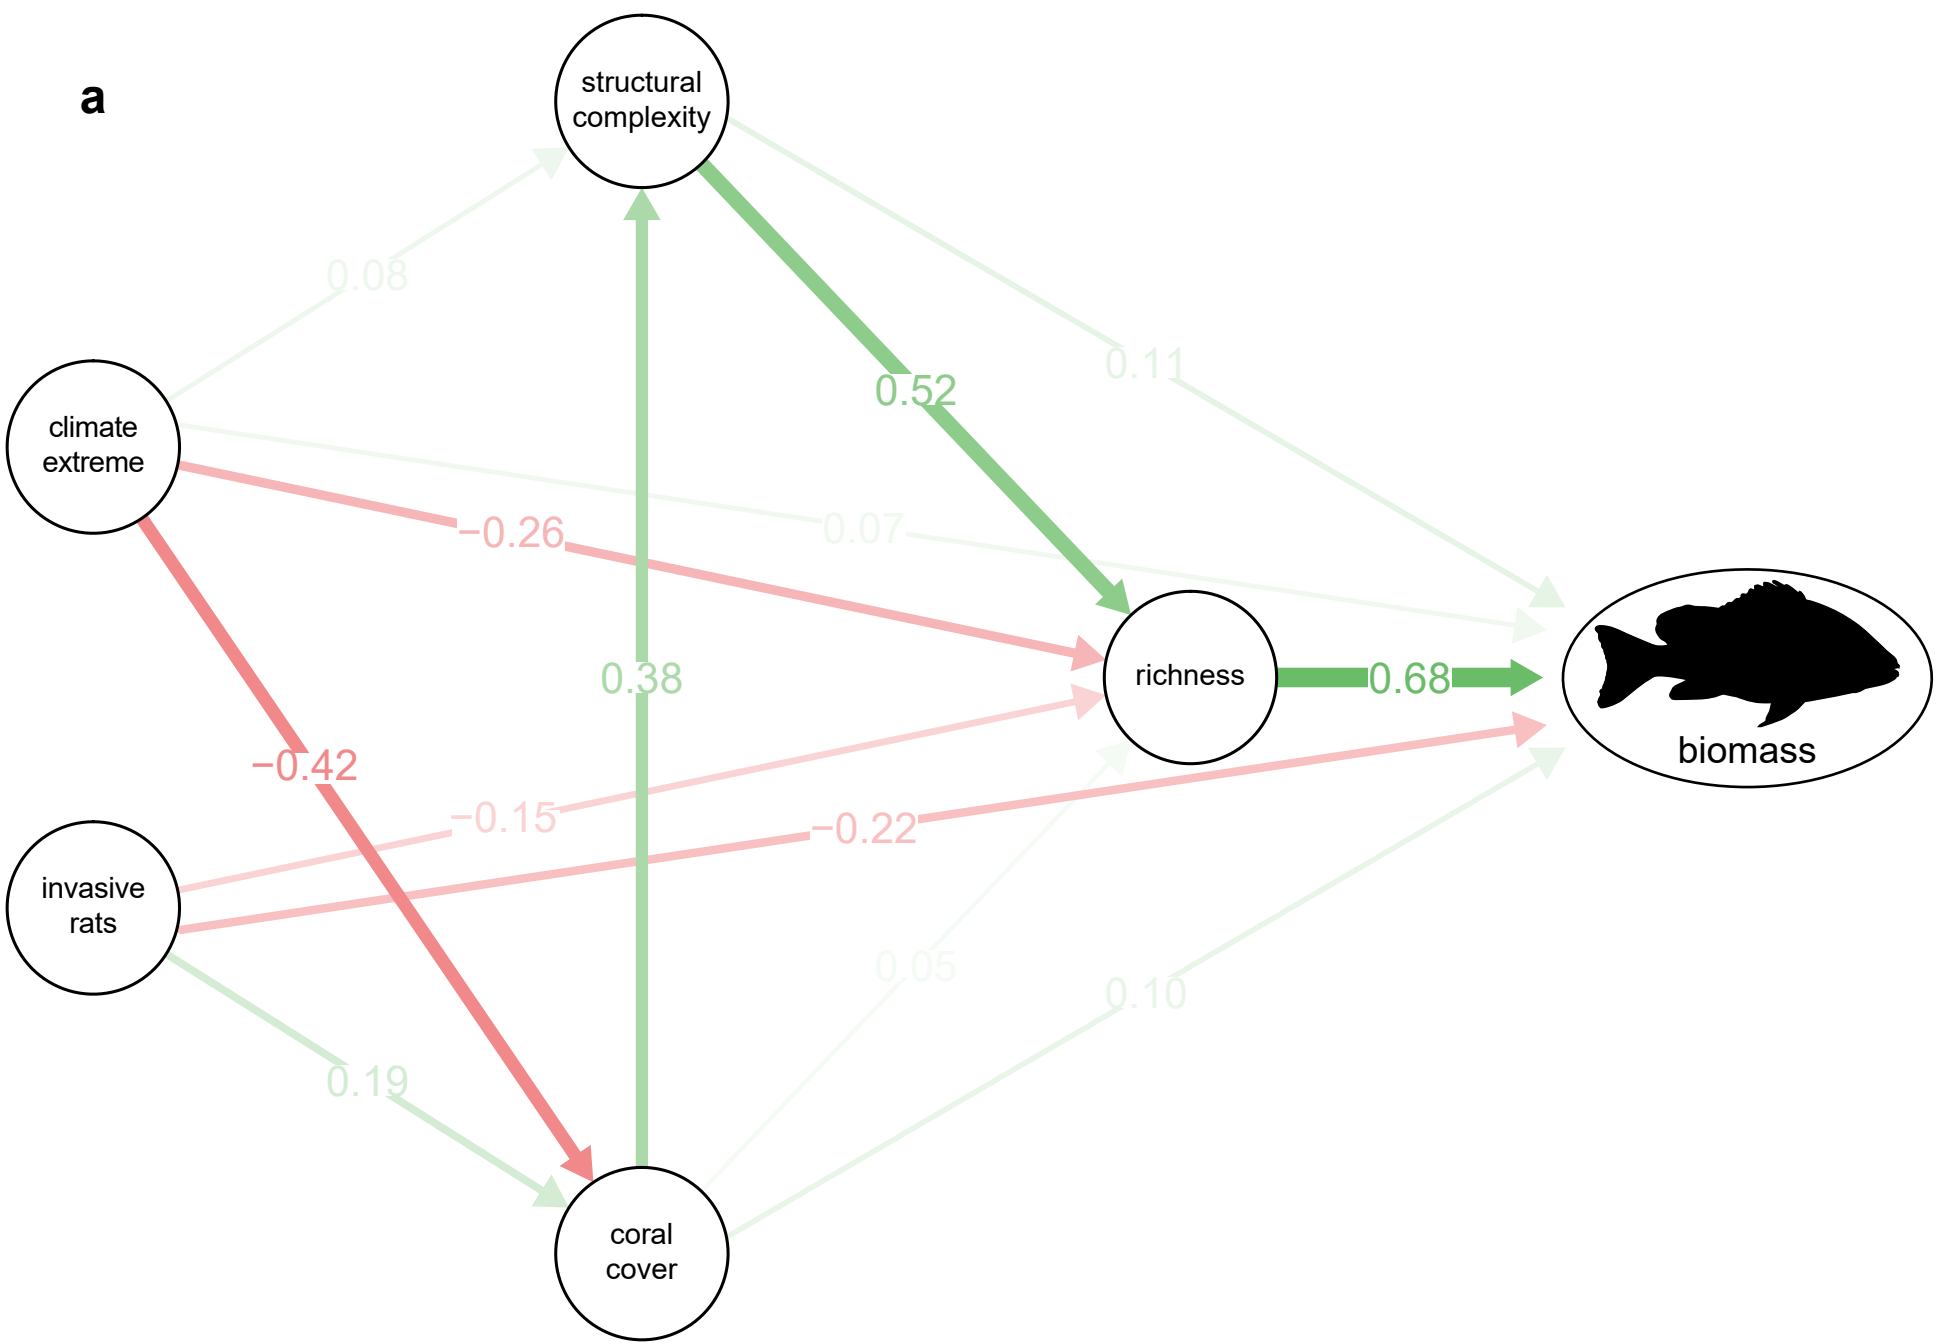 a
structural
complexity
0.08
0.11
0.52
climate
extreme
−0.26
0.07
0.38
richness
0.68
biomass
−0.42
−0.15
−0.22
invasive
rats
0.05
0.10
0.19
coral
cover